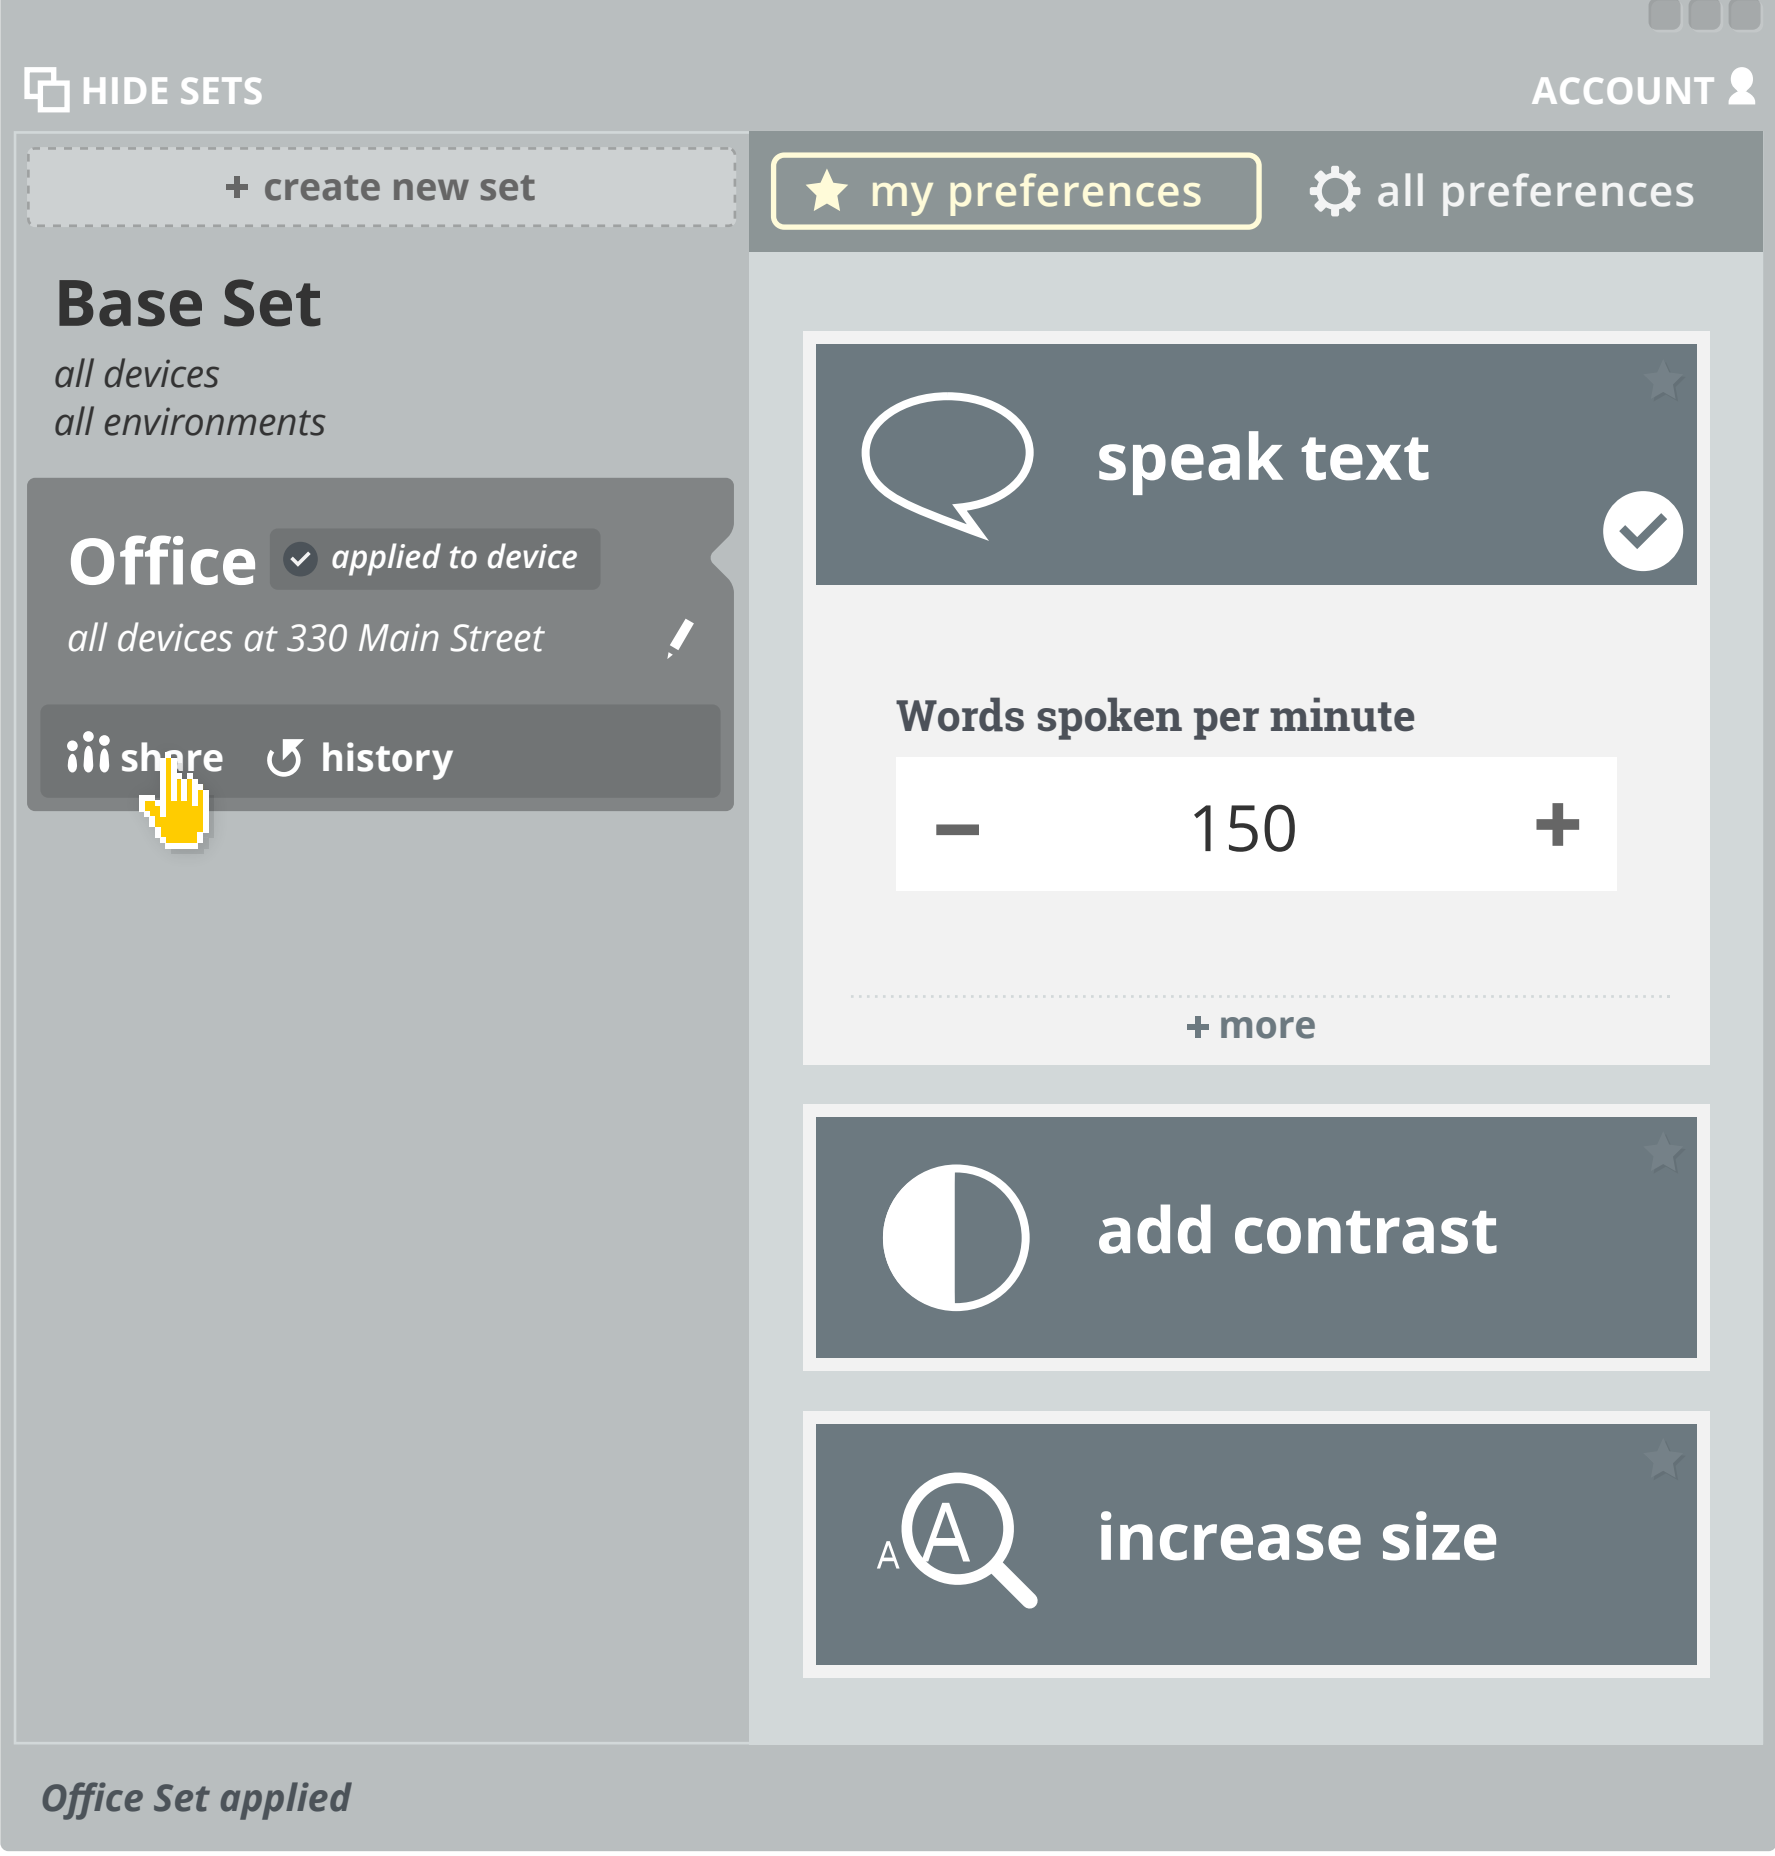 HIDE SETS
ACCOUNT
+ create new set
my preferences
all preferences
Base Set
all devices
all environments
Office
applied to device
all devices at 330 Main Street
share
history
speak text
Words spoken per minute
– 150 +
+ more
add contrast
A A
increase size
Office Set applied